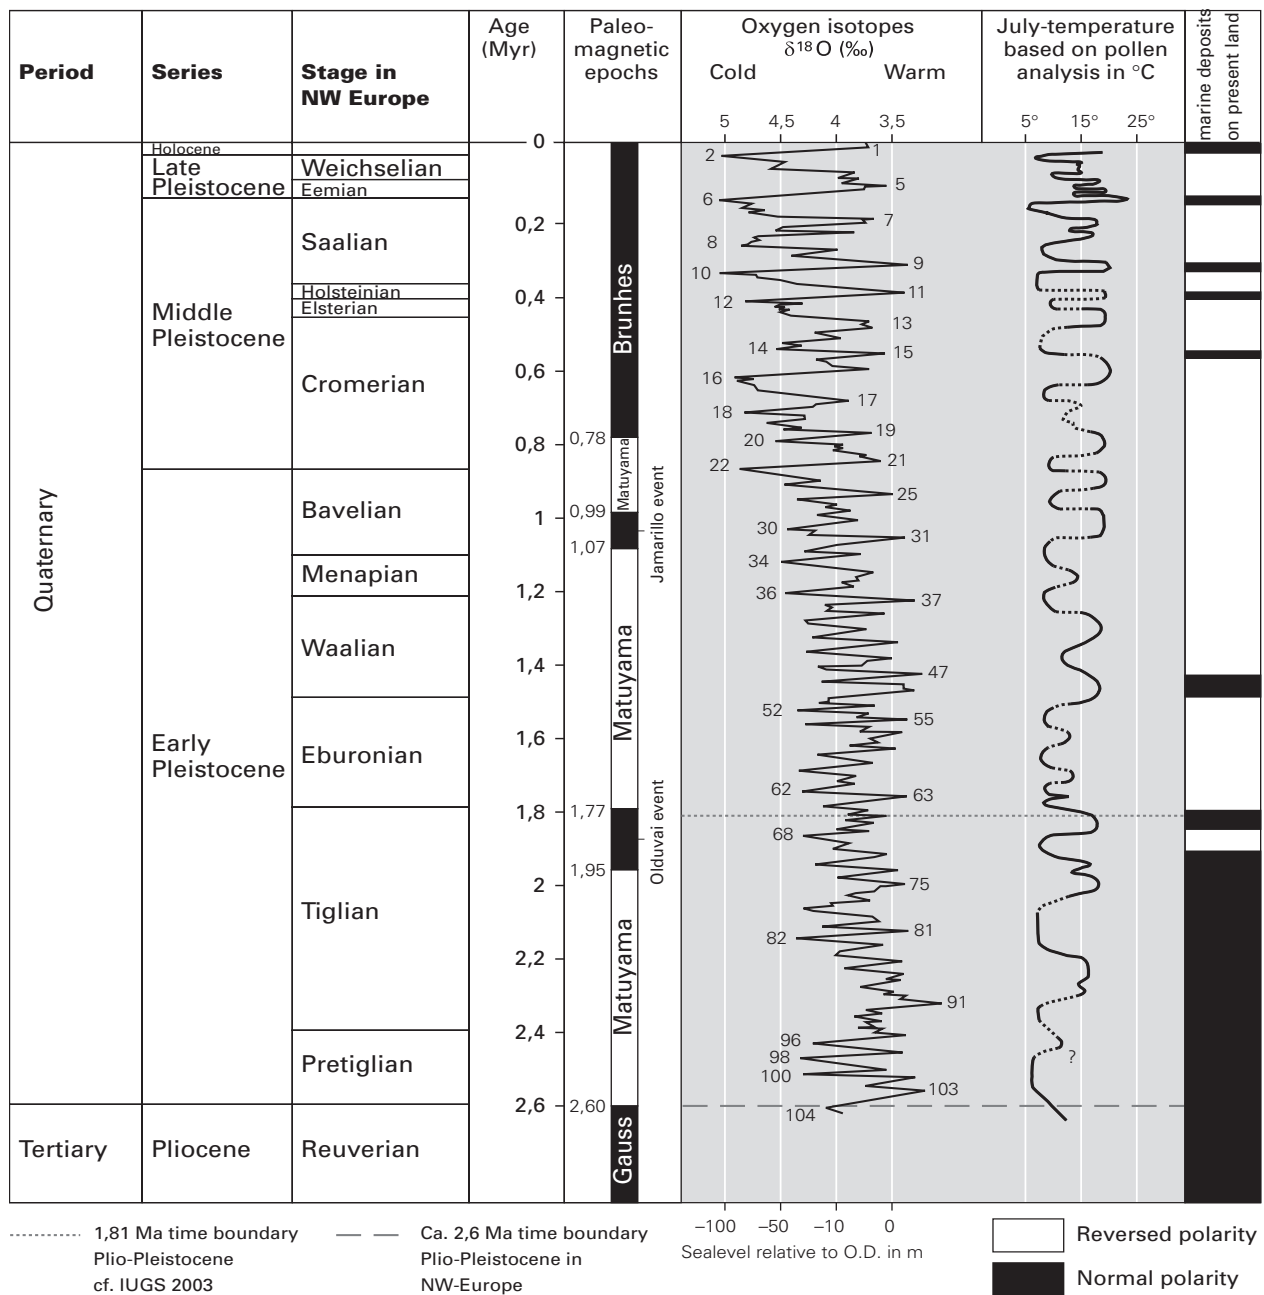 Period
Series
Stage in
NW Europe
Age
(Myr)
Paleo-
magnetic
epochs
Oxygen isotopes
δ18 O (‰)
Cold Warm
5 4,5 4 3,5
July-temperature
based on pollen
analysis in °C
5° 15° 25°
marine deposits
on present land
Quaternary
Tertiary
Holocene
Late
Pleistocene
Middle
Pleistocene
Early
Pleistocene
Pliocene
Weichselian
Eemian
Saalian
Holsteinian
Elsterian
Cromerian
Bavelian
Menapian
Waalian
Eburonian
Tiglian
Pretiglian
Reuverian
0
0,2
0,4
0,6
0,8
1
1,2
1,4
1,6
1,8
2
2,2
2,4
2,6
0,78
0,99
1,07
1,77
1,95
2,60
Brunhes
Matuyama
Matuyama
Matuyama
Gauss
Jamarillo event
Olduvai event
1
2
5
6
7
8
9
10
11
12
13
14
15
16
17
18
19
20
21
22
25
30
31
34
36
37
47
52
55
62
63
68
75
81
82
91
96
98
100
103
104
?
−100 −50 −10 0
Sealevel relative to O.D. in m
1,81 Ma time boundary
Plio-Pleistocene
cf. IUGS 2003
Ca. 2,6 Ma time boundary
Plio-Pleistocene in
NW-Europe
Reversed polarity
Normal polarity